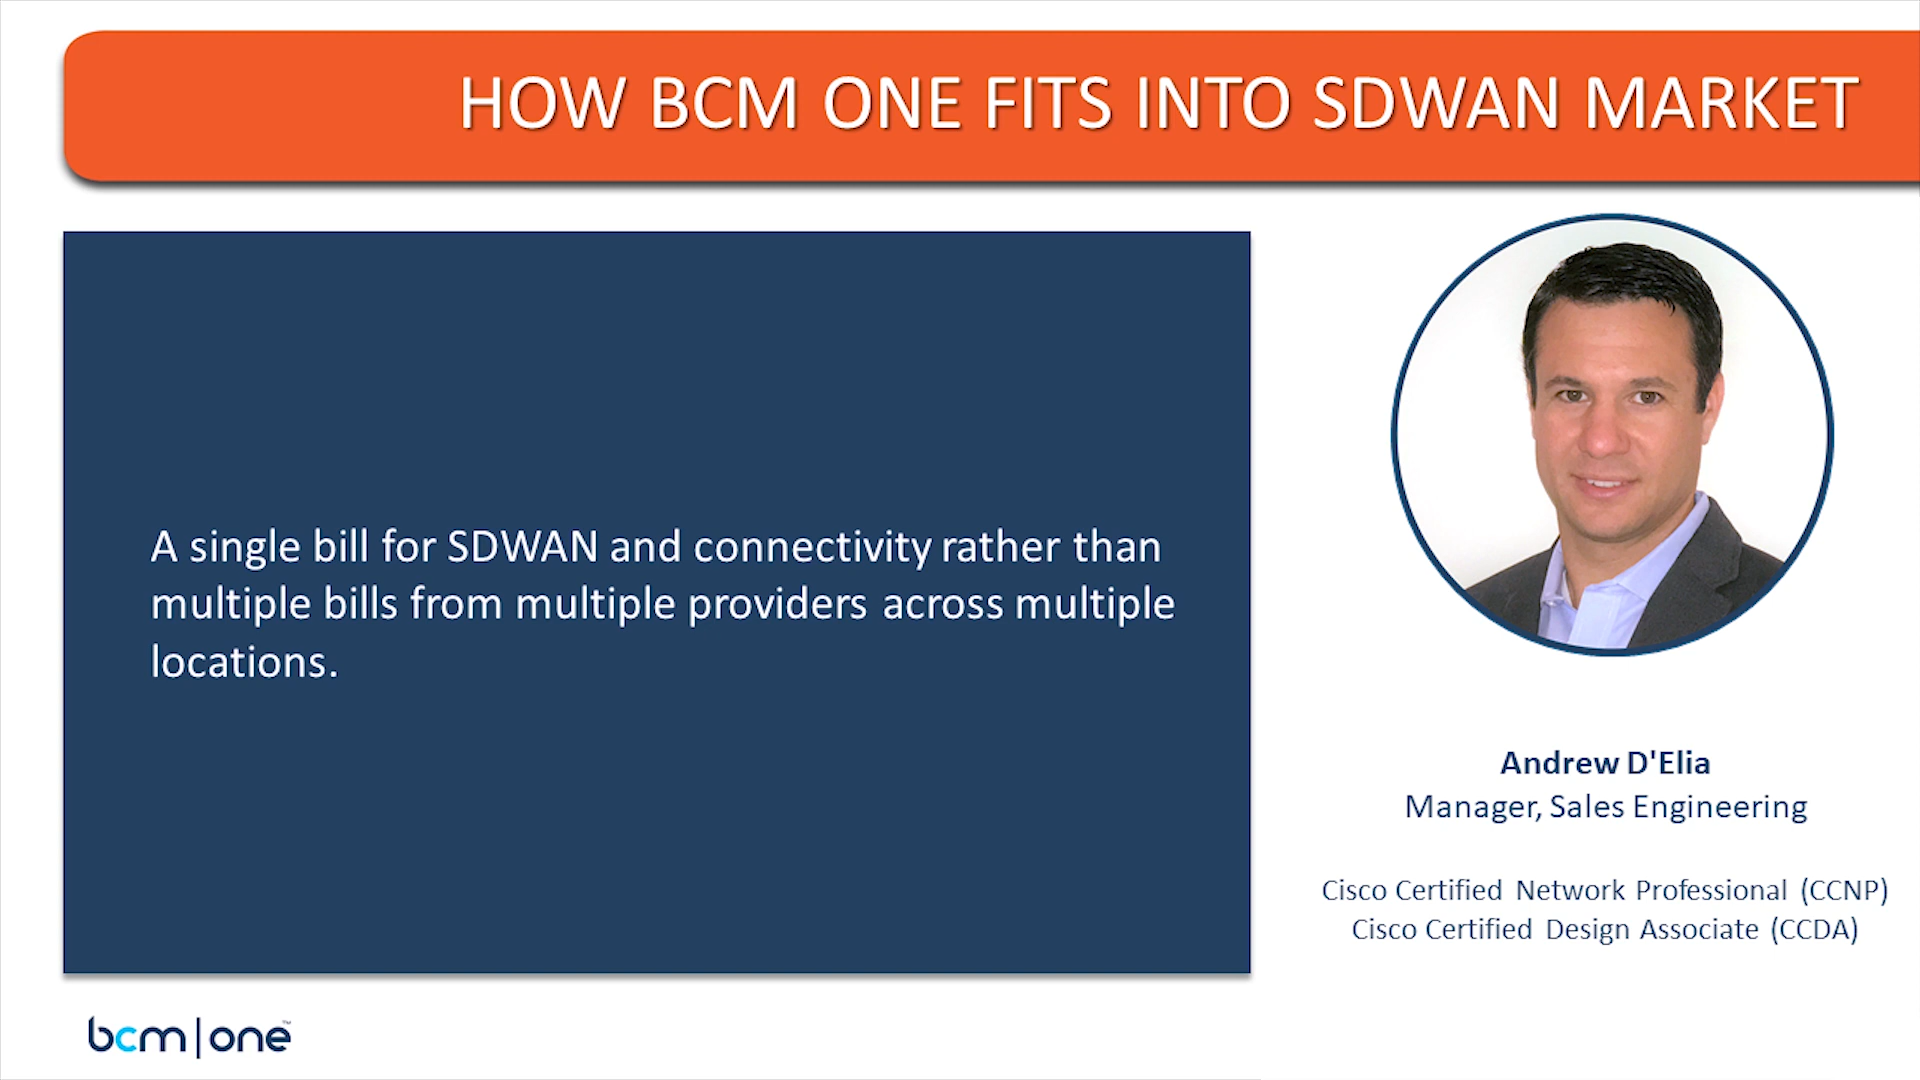 HOW BCM ONE FITS INTO SDWAN MARKET
A single bill for SDWAN and connectivity rather than
multiple bills from multiple providers across multiple
locations.
Andrew D'Elia
Manager, Sales Engineering
Cisco Certified Network Professional (CCNP)
Cisco Certified Design Associate (CCDA)
bcm|one™